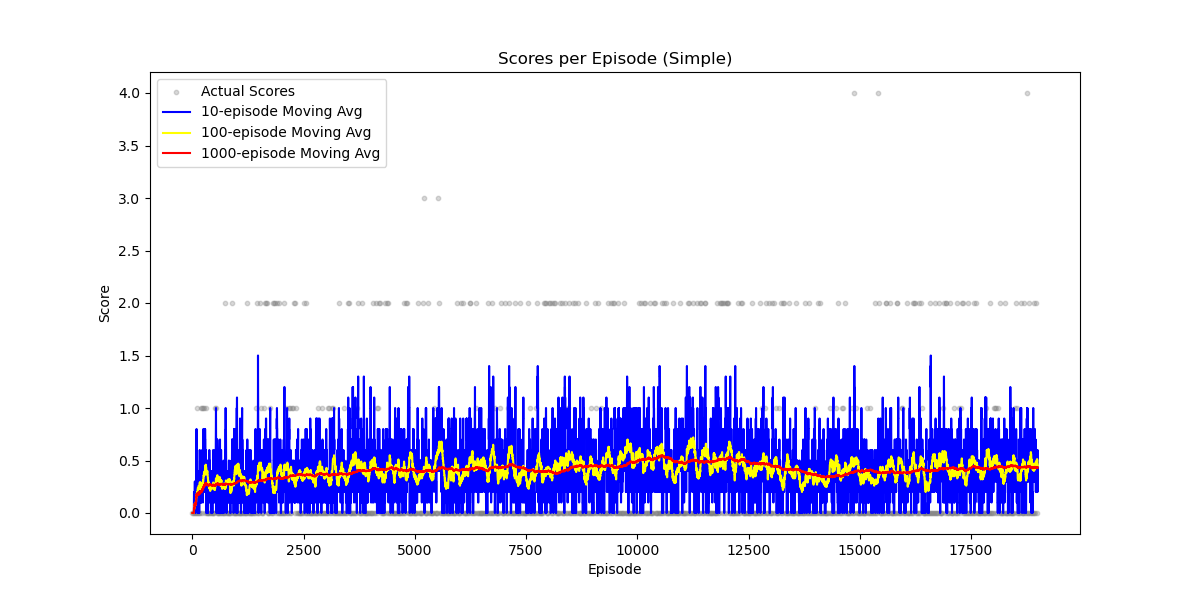 Scores per Episode (Simple)
Actual Scores
10-episode Moving Avg
100-episode Moving Avg
1000-episode Moving Avg
4.0
3.5
3.0
2.5
2.0
1.5
1.0
0.5
0.0
Score
0 2500 5000 7500 10000 12500 15000 17500
Episode